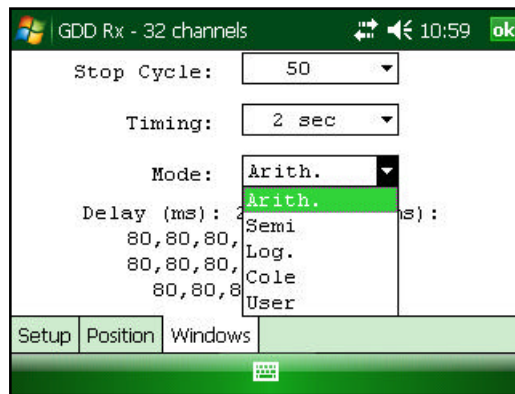 GDD Rx - 32 channels 10:59 ok
Stop Cycle: 50
Timing: 2 sec
Mode: Arith.
Arith.
Semi
Log.
Cole
User
Delay (ms): s):
80,80,80,
80,80,80,
80,80,8
Setup Position Windows